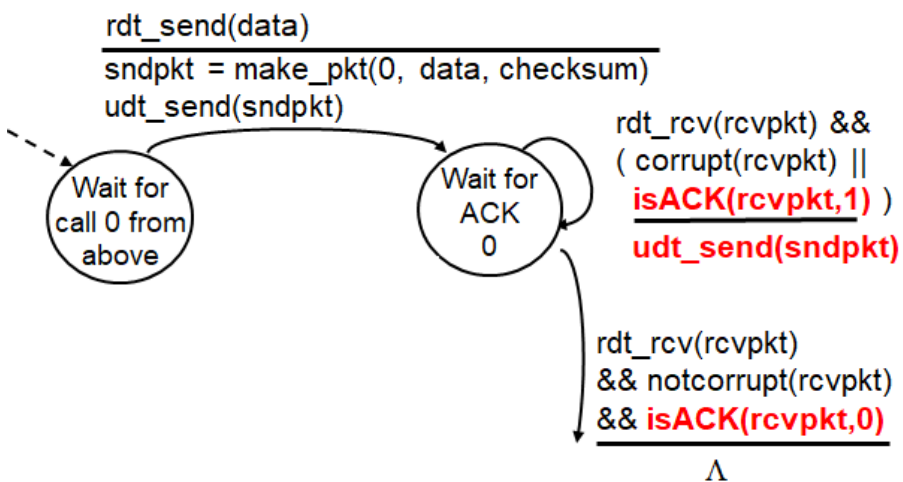 rdt_send(data)
sndpkt = make_pkt(0, data, checksum)
udt_send(sndpkt)
Wait for
call 0 from
above
Wait for
ACK
0
rdt_rcv(rcvpkt) &&
( corrupt(rcvpkt) ||
isACK(rcvpkt,1) )
udt_send(sndpkt)
rdt_rcv(rcvpkt)
&& notcorrupt(rcvpkt)
&& isACK(rcvpkt,0)
Λ